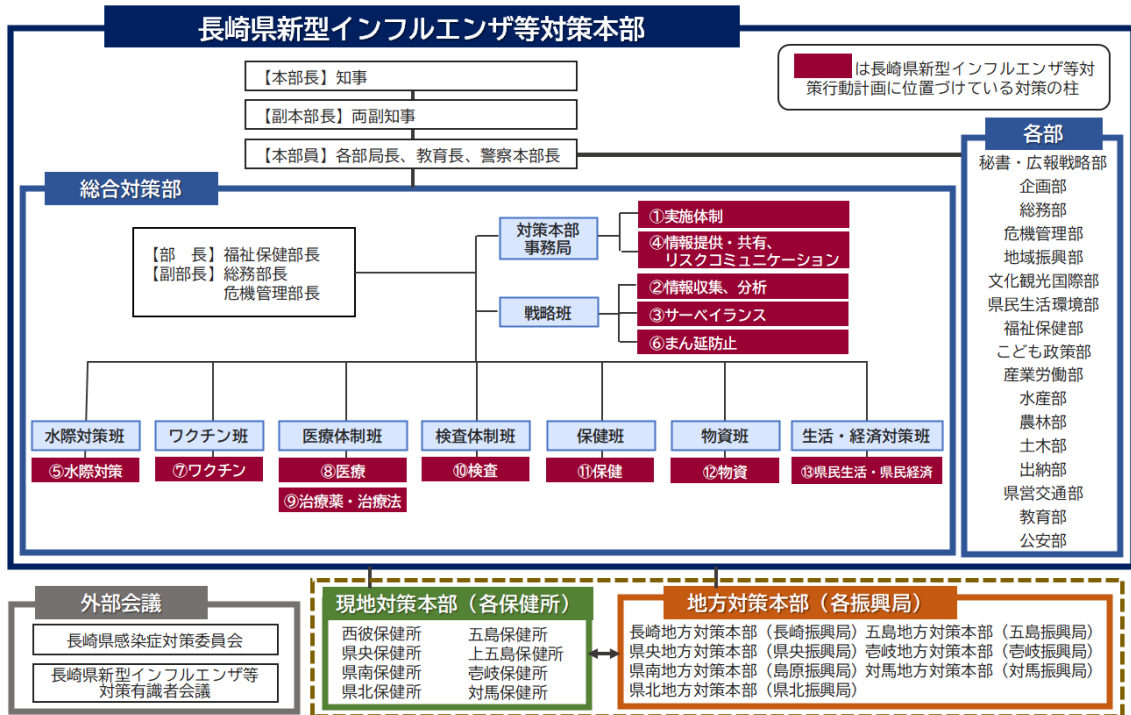 長崎県新型インフルエンザ等対策本部
は長崎県新型インフルエンザ等対
策行動計画に位置づけている対策の柱
【本部長】知事
【副本部長】両副知事
【本部員】各部局長、教育長、警察本部長
総合対策部
【部　長】福祉保健部長
【副部長】総務部長
危機管理部長
対策本部
事務局
①実施体制
④情報提供・共有、
リスクコミュニケーション
戦略班
②情報収集、分析
③サーベイランス
⑥まん延防止
水際対策班
⑤水際対策
ワクチン班
⑦ワクチン
医療体制班
⑧医療
⑨治療薬・治療法
検査体制班
⑩検査
保健班
⑪保健
物資班
⑫物資
生活・経済対策班
⑬県民生活・県民経済
各部
秘書・広報戦略部
企画部
総務部
危機管理部
地域振興部
文化観光国際部
県民生活環境部
福祉保健部
こども政策部
産業労働部
水産部
農林部
土木部
出納部
県営交通部
教育部
公安部
外部会議
長崎県感染症対策委員会
長崎県新型インフルエンザ等
対策有識者会議
現地対策本部（各保健所）
西彼保健所
県央保健所
県南保健所
県北保健所
五島保健所
上五島保健所
壱岐保健所
対馬保健所
地方対策本部（各振興局）
長崎地方対策本部（長崎振興局）
県央地方対策本部（県央振興局）
県南地方対策本部（島原振興局）
県北地方対策本部（県北振興局）
五島地方対策本部（五島振興局）
壱岐地方対策本部（壱岐振興局）
対馬地方対策本部（対馬振興局）